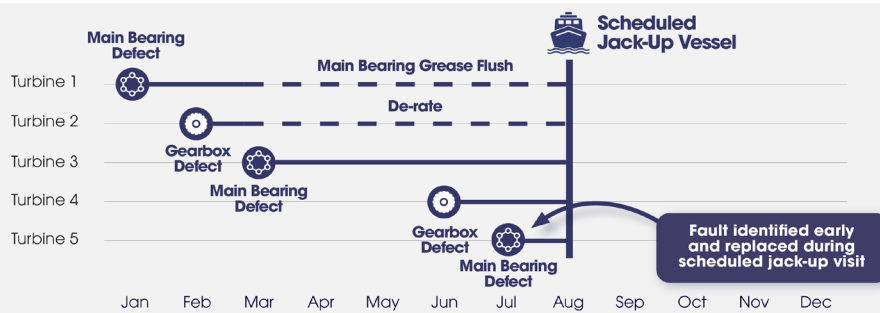 Scheduled
Jack-Up Vessel
Main Bearing
Defect
Turbine 1
Main Bearing Grease Flush
Turbine 2
De-rate
Gearbox
Defect
Turbine 3
Main Bearing
Defect
Turbine 4
Gearbox
Defect
Turbine 5
Main Bearing
Defect
Fault identified early
and replaced during
scheduled jack-up visit
Jan Feb Mar Apr May Jun Jul Aug Sep Oct Nov Dec